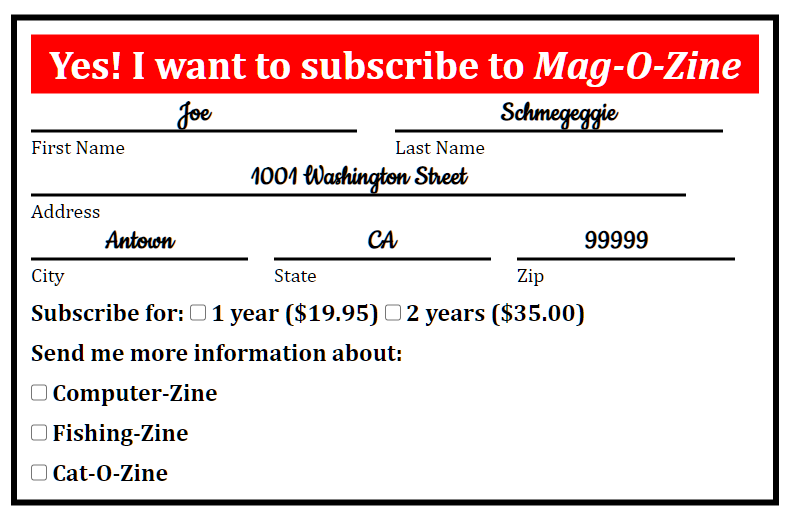 Yes! I want to subscribe to Mag-O-Zine
Joe Schmegeggie
First Name Last Name
1001 Washington Street
Address
Antown CA 99999
City State Zip
Subscribe for: ☐ 1 year ($19.95) ☐ 2 years ($35.00)
Send me more information about:
☐ Computer-Zine
☐ Fishing-Zine
☐ Cat-O-Zine